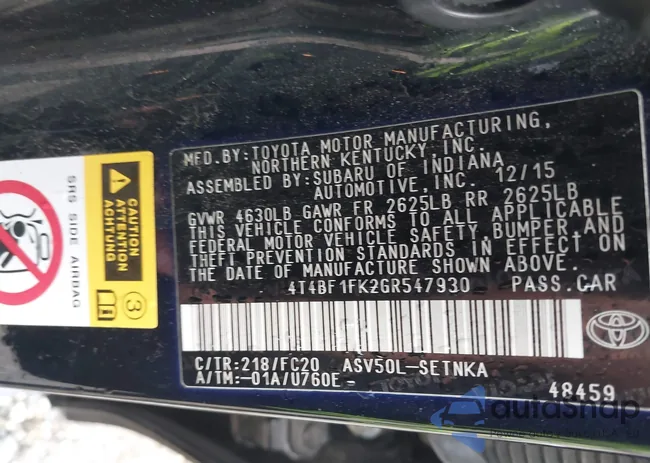 SRS SIDE AIRBAG
CAUTION
ATTENTION
ACHTUNG
3
MFD.BY:TOYOTA MOTOR MANUFACTURING,
NORTHERN KENTUCKY INC.
ASSEMBLED BY:SUBARU OF INDIANA
AUTOMOTIVE,INC. 12/15
GVWR 4630LB GAWR FR 2625LB RR 2625LB
THIS VEHICLE CONFORMS TO ALL APPLICABLE
FEDERAL MOTOR VEHICLE SAFETY, BUMPER,AND
THEFT PREVENTION STANDARDS IN EFFECT ON
THE DATE OF MANUFACTURE SHOWN ABOVE.
4T4BF1FK2GR547930 PASS.CAR
C/TR:218/FC20 ASV50L-SETNKA
A/TM:-01A/U760E-
48459
autoSnap